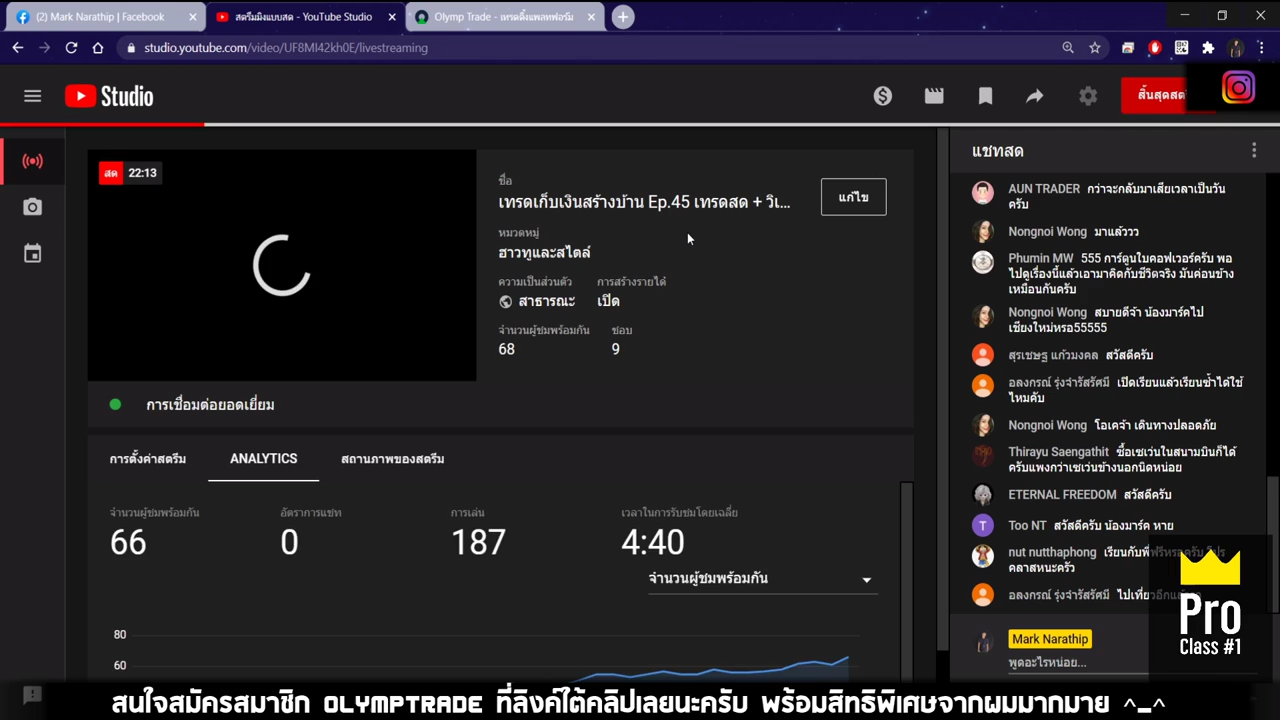 (2) Mark Narathip | Facebook
สตรีมมิงแบบสด - YouTube Studio
Olymp Trade - เทรดดิ้งแพลทฟอร์ม
studio.youtube.com/video/UF8MI42kh0E/livestreaming
Studio
สิ้นสุดสต
สด 22:13
ชื่อ
เทรดเก็บเงินสร้างบ้าน Ep.45 เทรดสด + วิเ...
แก้ไข
หมวดหมู่
ฮาวทูและสไตล์
ความเป็นส่วนตัว การสร้างรายได้
สาธารณะ เปิด
จำนวนผู้ชมพร้อมกัน ชอบ
68 9
การเชื่อมต่อยอดเยี่ยม
การตั้งค่าสตรีม ANALYTICS สถานภาพของสตรีม
จำนวนผู้ชมพร้อมกัน อัตราการแชท การเล่น เวลาในการรับชมโดยเฉลี่ย
66 0 187 4:40
จำนวนผู้ชมพร้อมกัน
80
60
แชทสด
AUN TRADER กว่าจะกลับมาเสียเวลาเป็นวัน
ครับ
Nongnoi Wong มาแล้ววว
Phumin MW 555 การ์ตูนใบคอฟเวอร์ครับ พอ
ไปดูเรื่องนี้แล้วเอามาคิดกับชีวิตจริง มันค่อนข้าง
เหมือนกันครับ
Nongnoi Wong สบายดีจ้า น้องมาร์คไป
เชียงใหม่หรอ55555
สุรเชษฐ แก้วมงคล สวัสดีครับ
อลงกรณ์ รุ่งจำรัสรัศมี เปิดเรียนแล้วเรียนซ้ำได้ใช้
ไหมคับ
Nongnoi Wong โอเคจ้า เดินทางปลอดภัย
Thirayu Saengathit ซื้อเซเว่นในสนามบินก็ได้
ครับแพงกว่าเซเว่นข้างนอกนิดหน่อย
ETERNAL FREEDOM สวัสดีครับ
Too NT สวัสดีครับ น้องมาร์ค หาย
nut nutthaphong เรียนกับพี่ฟรีหรอครับ โปร
คลาสหนะครัว
อลงกรณ์ รุ่งจำรัสรัศมี ไปเที่ยวอีกแล้ว
Mark Narathip
พูดอะไรหน่อย...
Pro
Class #1
สนใจสมัครสมาชิก OLYMPTRADE ที่ลิงค์ใต้คลิปเลยนะครับ พร้อมสิทธิพิเศษจากผมมากมาย ^_^